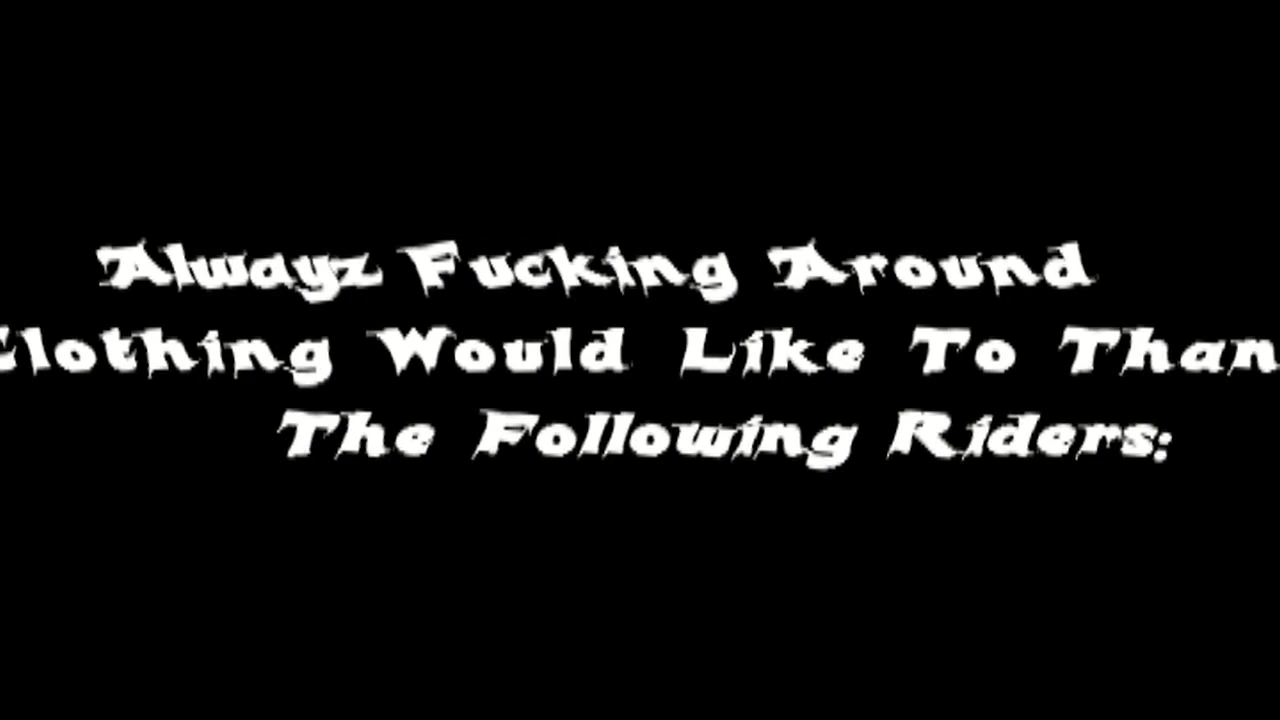 Alwayz Fucking Around
Clothing Would Like To Than
The Following Riders: